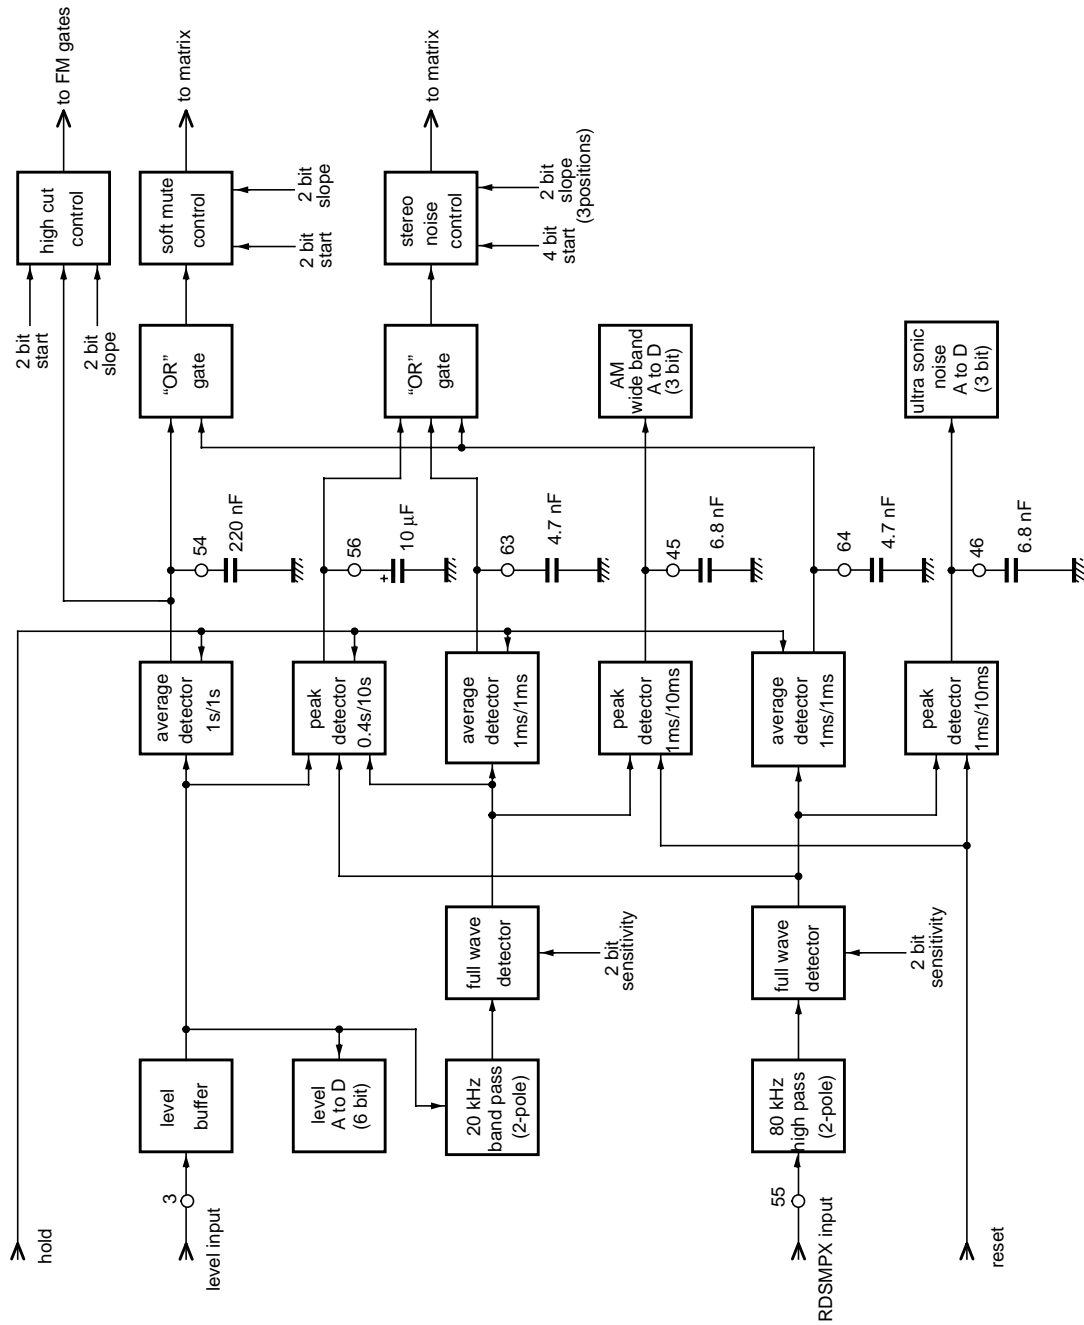 hold
3
level input
level
buffer
average
detector
1s/1s
54
220 nF
"OR"
gate
2 bit
start
2 bit
slope
high cut
control
to FM gates
soft mute
control
to matrix
2 bit
start
2 bit
slope
level
A to D
(6 bit)
peak
detector
0.4s/10s
56
+
10 μF
20 kHz
band pass
(2-pole)
full wave
detector
2 bit
sensitivity
average
detector
1ms/1ms
63
4.7 nF
"OR"
gate
stereo
noise
control
to matrix
4 bit
start
2 bit
slope
(3positions)
peak
detector
1ms/10ms
45
6.8 nF
AM
wide band
A to D
(3 bit)
55
RDSMPX input
80 kHz
high pass
(2-pole)
full wave
detector
2 bit
sensitivity
average
detector
1ms/1ms
64
4.7 nF
peak
detector
1ms/10ms
46
6.8 nF
ultra sonic
noise
A to D
(3 bit)
reset